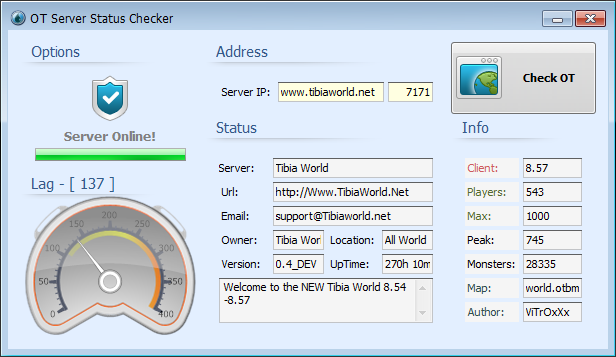 OT Server Status Checker
Options
Server Online!
Lag - [ 137 ]
0
50
100
150
200
250
300
350
400
Address
Server IP: www.tibiaworld.net 7171
Check OT
Status
Server: Tibia World
Url: http://Www.TibiaWorld.Net
Email: support@Tibiaworld.net
Owner: Tibia Worl Location: All World
Version: 0.4_DEV UpTime: 270h 10m
Welcome to the NEW Tibia World 8.54
-8.57
Info
Client: 8.57
Players: 543
Max: 1000
Peak: 745
Monsters: 28335
Map: world.otbm
Author: ViTrOxXx